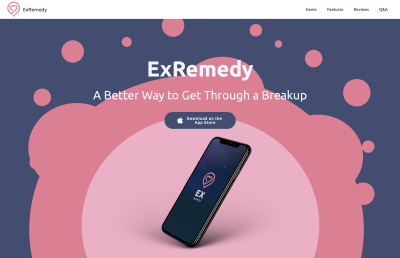 ExRemedy
Home Features Reviews Q&A
ExRemedy
A Better Way to Get Through a Breakup
Download on the
App Store
EX